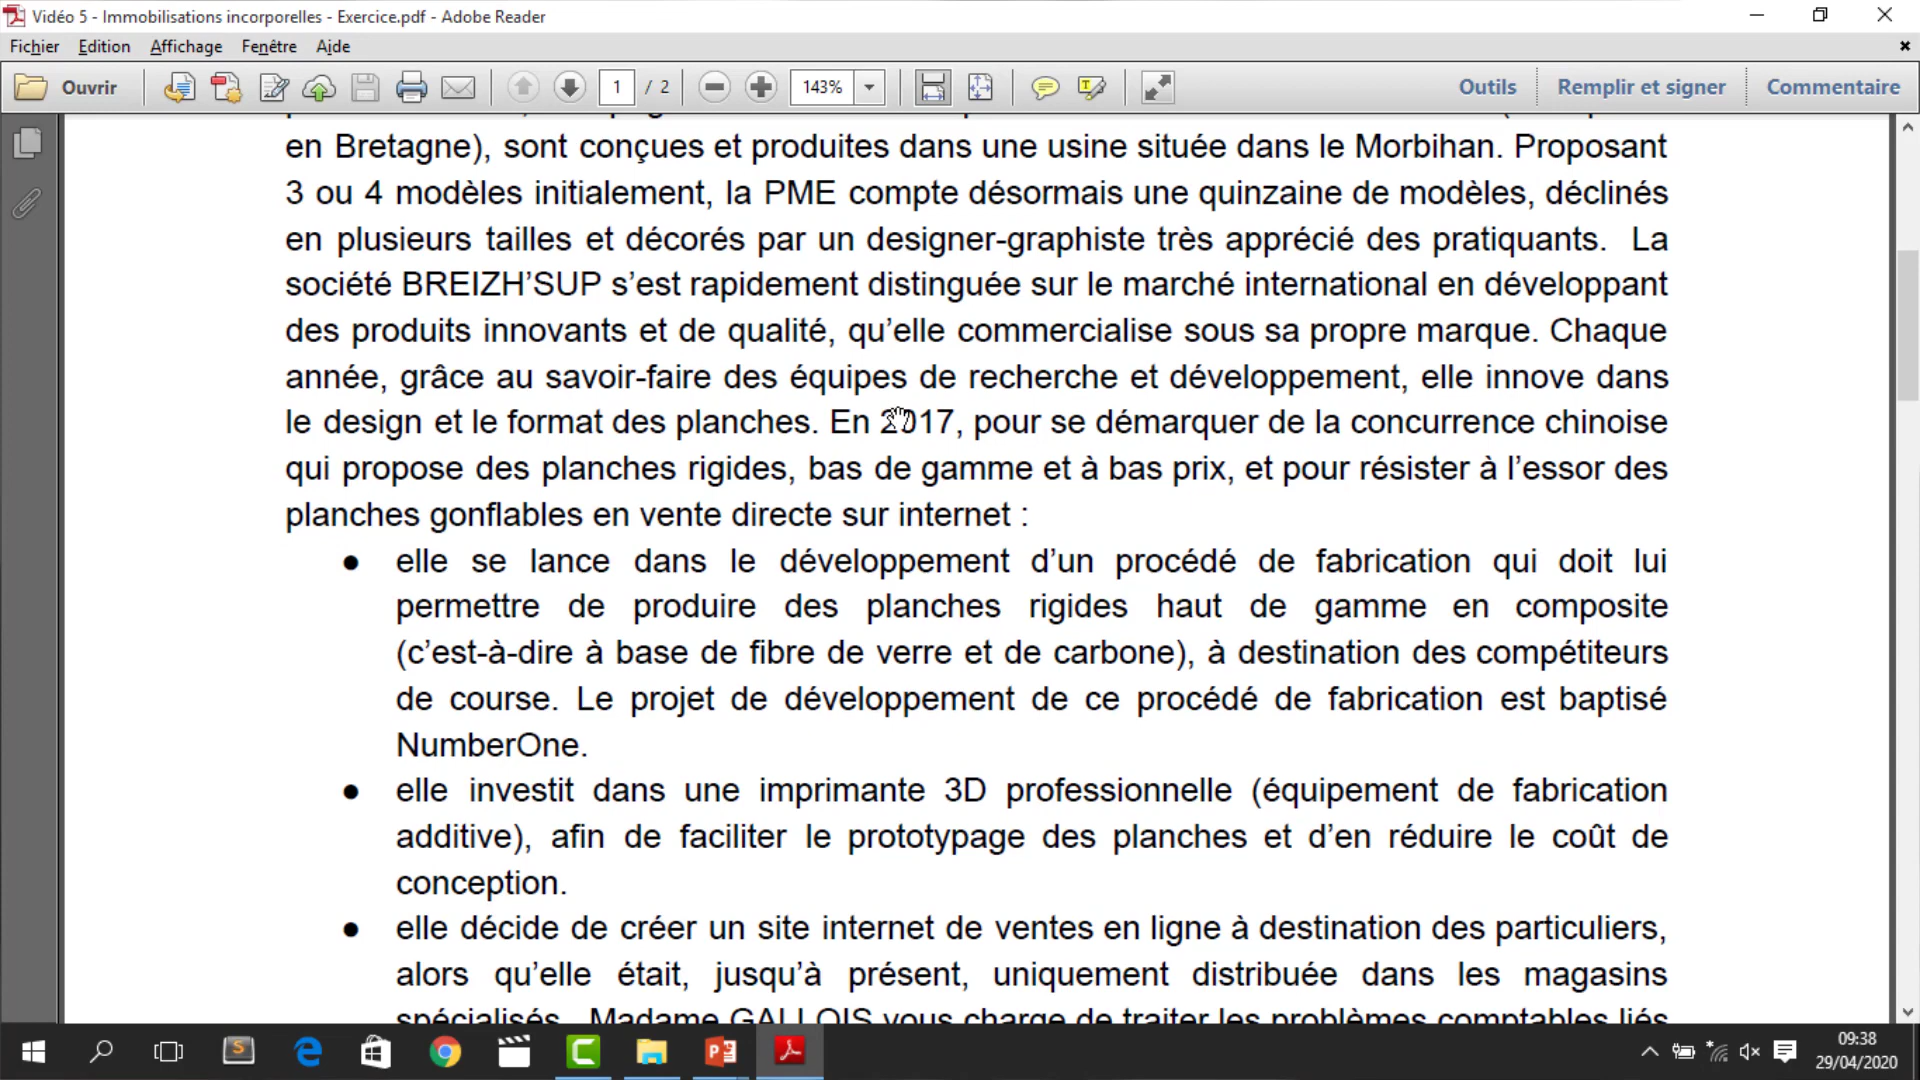 Vidéo 5 - Immobilisations incorporelles - Exercice.pdf - Adobe Reader
Fichier Edition Affichage Fenêtre Aide
Ouvrir 1 / 2 143% Outils Remplir et signer Commentaire
en Bretagne), sont conçues et produites dans une usine située dans le Morbihan. Proposant
3 ou 4 modèles initialement, la PME compte désormais une quinzaine de modèles, déclinés
en plusieurs tailles et décorés par un designer-graphiste très apprécié des pratiquants. La
société BREIZH’SUP s’est rapidement distinguée sur le marché international en développant
des produits innovants et de qualité, qu’elle commercialise sous sa propre marque. Chaque
année, grâce au savoir-faire des équipes de recherche et développement, elle innove dans
le design et le format des planches. En 2017, pour se démarquer de la concurrence chinoise
qui propose des planches rigides, bas de gamme et à bas prix, et pour résister à l’essor des
planches gonflables en vente directe sur internet :
● elle se lance dans le développement d’un procédé de fabrication qui doit lui
permettre de produire des planches rigides haut de gamme en composite
(c’est-à-dire à base de fibre de verre et de carbone), à destination des compétiteurs
de course. Le projet de développement de ce procédé de fabrication est baptisé
NumberOne.
● elle investit dans une imprimante 3D professionnelle (équipement de fabrication
additive), afin de faciliter le prototypage des planches et d’en réduire le coût de
conception.
● elle décide de créer un site internet de ventes en ligne à destination des particuliers,
alors qu’elle était, jusqu’à présent, uniquement distribuée dans les magasins
spécialisés. Madame GALLOIS vous charge de traiter les problèmes comptables liés
09:38
29/04/2020